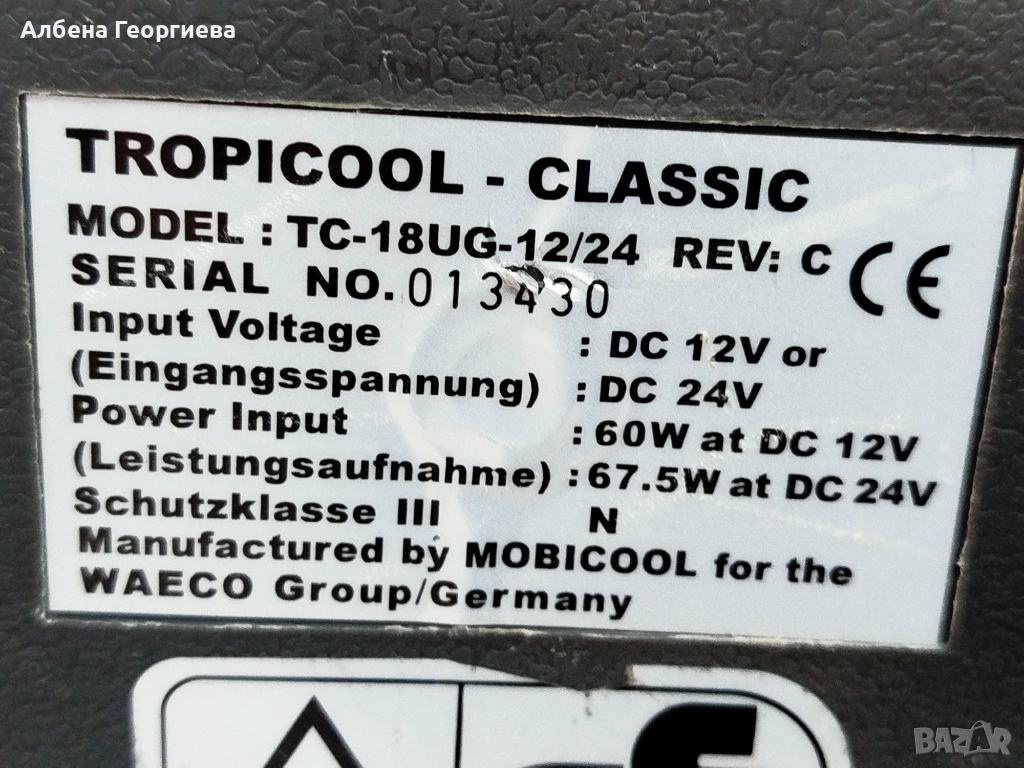 Албена Георгиева
TROPICOOL - CLASSIC
MODEL : TC-18UG-12/24 REV: C CE
SERIAL NO. 013430
Input Voltage : DC 12V or
(Eingangsspannung) : DC 24V
Power Input : 60W at DC 12V
(Leistungsaufnahme) : 67.5W at DC 24V
Schutzklasse III N
Manufactured by MOBICOOL for the
WAECO Group/Germany
BAZAR